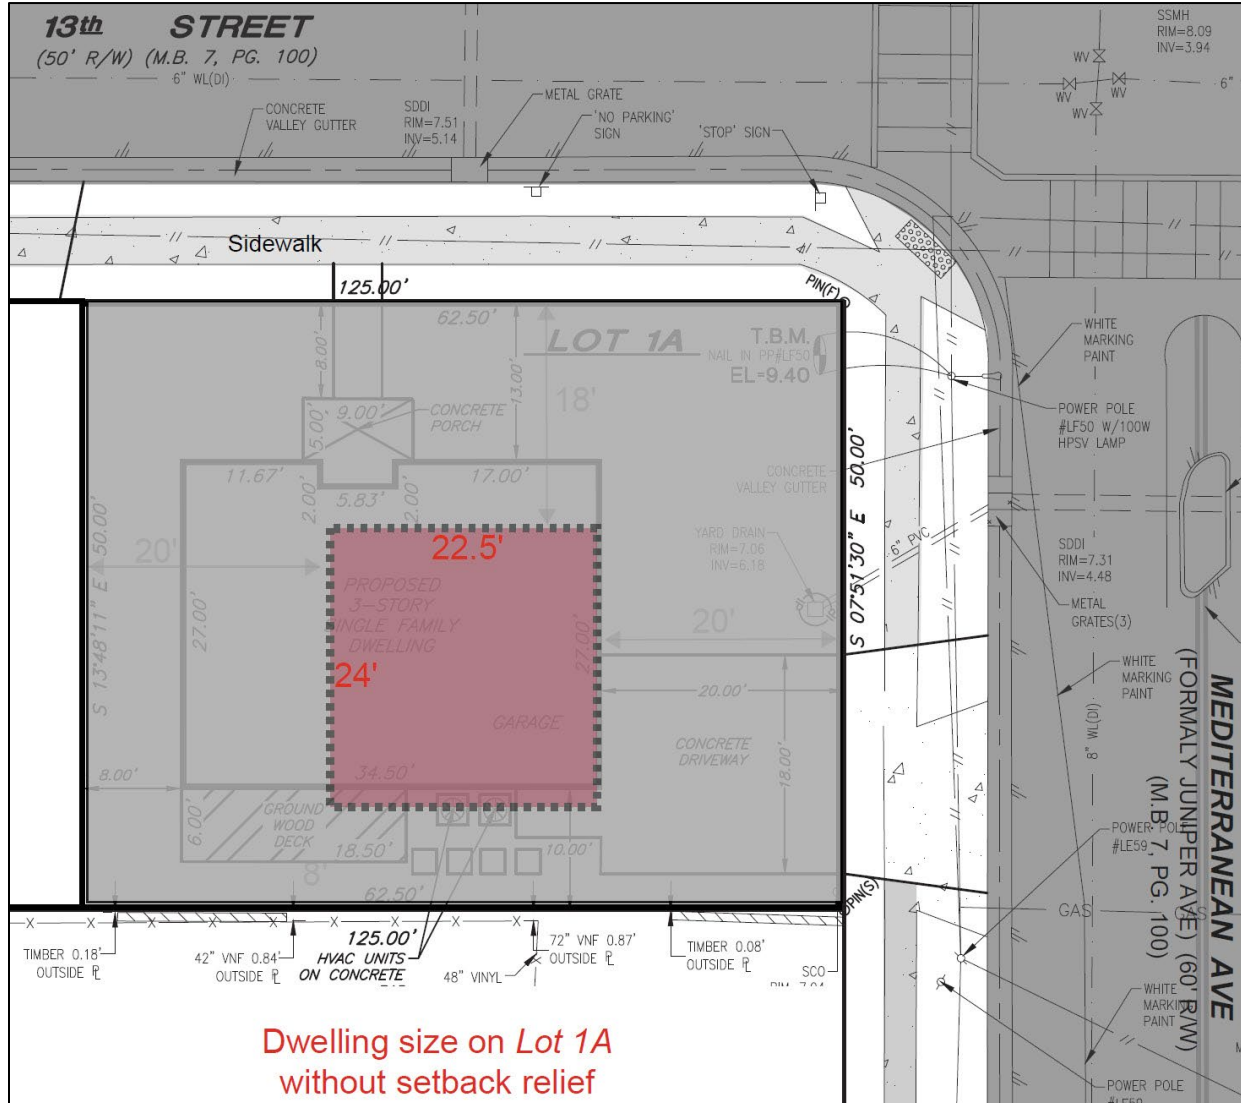 13th STREET
(50' R/W) (M.B. 7, PG. 100)
6" WL(DI)
CONCRETE
VALLEY GUTTER
SDDI
RIM=7.51
INV=5.14
METAL GRATE
'NO PARKING'
SIGN
'STOP' SIGN
SSMH
RIM=8.09
INV=3.94
WV
WV
WV
WV
6"
Sidewalk
125.00'
62.50'
PIN(F)
LOT 1A
T.B.M.
NAIL IN PP#LF50
EL=9.40
8.00'
13.00'
18'
9.00'
5.00'
CONCRETE
PORCH
11.67'
2.00'
5.83'
2.00'
17.00'
WHITE
MARKING
PAINT
POWER POLE
#LF50 W/100W
HPSV LAMP
CONCRETE
VALLEY GUTTER
S 07°51'30" E 50.00'
6" PVC
YARD DRAIN
RIM=7.06
INV=6.18
S 13°48'11" E 50.00'
20'
22.5'
PROPOSED
3-STORY
SINGLE FAMILY
DWELLING
27.00'
27.00'
24'
20'
20.00'
GARAGE
CONCRETE
DRIVEWAY
18.00'
SDDI
RIM=7.31
INV=4.48
METAL
GRATES(3)
WHITE
MARKING
PAINT
8" WL(DI)
MEDITERRANEAN AVE
(FORMALY JUNIPER AVE) (60' R/W)
(M.B. 7, PG. 100)
8.00'
34.50'
6.00'
GROUND
WOOD
DECK
18.50'
10.00'
8'
62.50'
PIN(S)
POWER POLE
#LE59
GAS
GAS
TIMBER 0.18'
OUTSIDE PL
42" VNF 0.84'
OUTSIDE PL
125.00'
HVAC UNITS
ON CONCRETE
48" VINYL
72" VNF 0.87'
OUTSIDE PL
TIMBER 0.08'
OUTSIDE PL
SCO
WHITE
MARKING
PAINT
POWER POLE
Dwelling size on Lot 1A
without setback relief